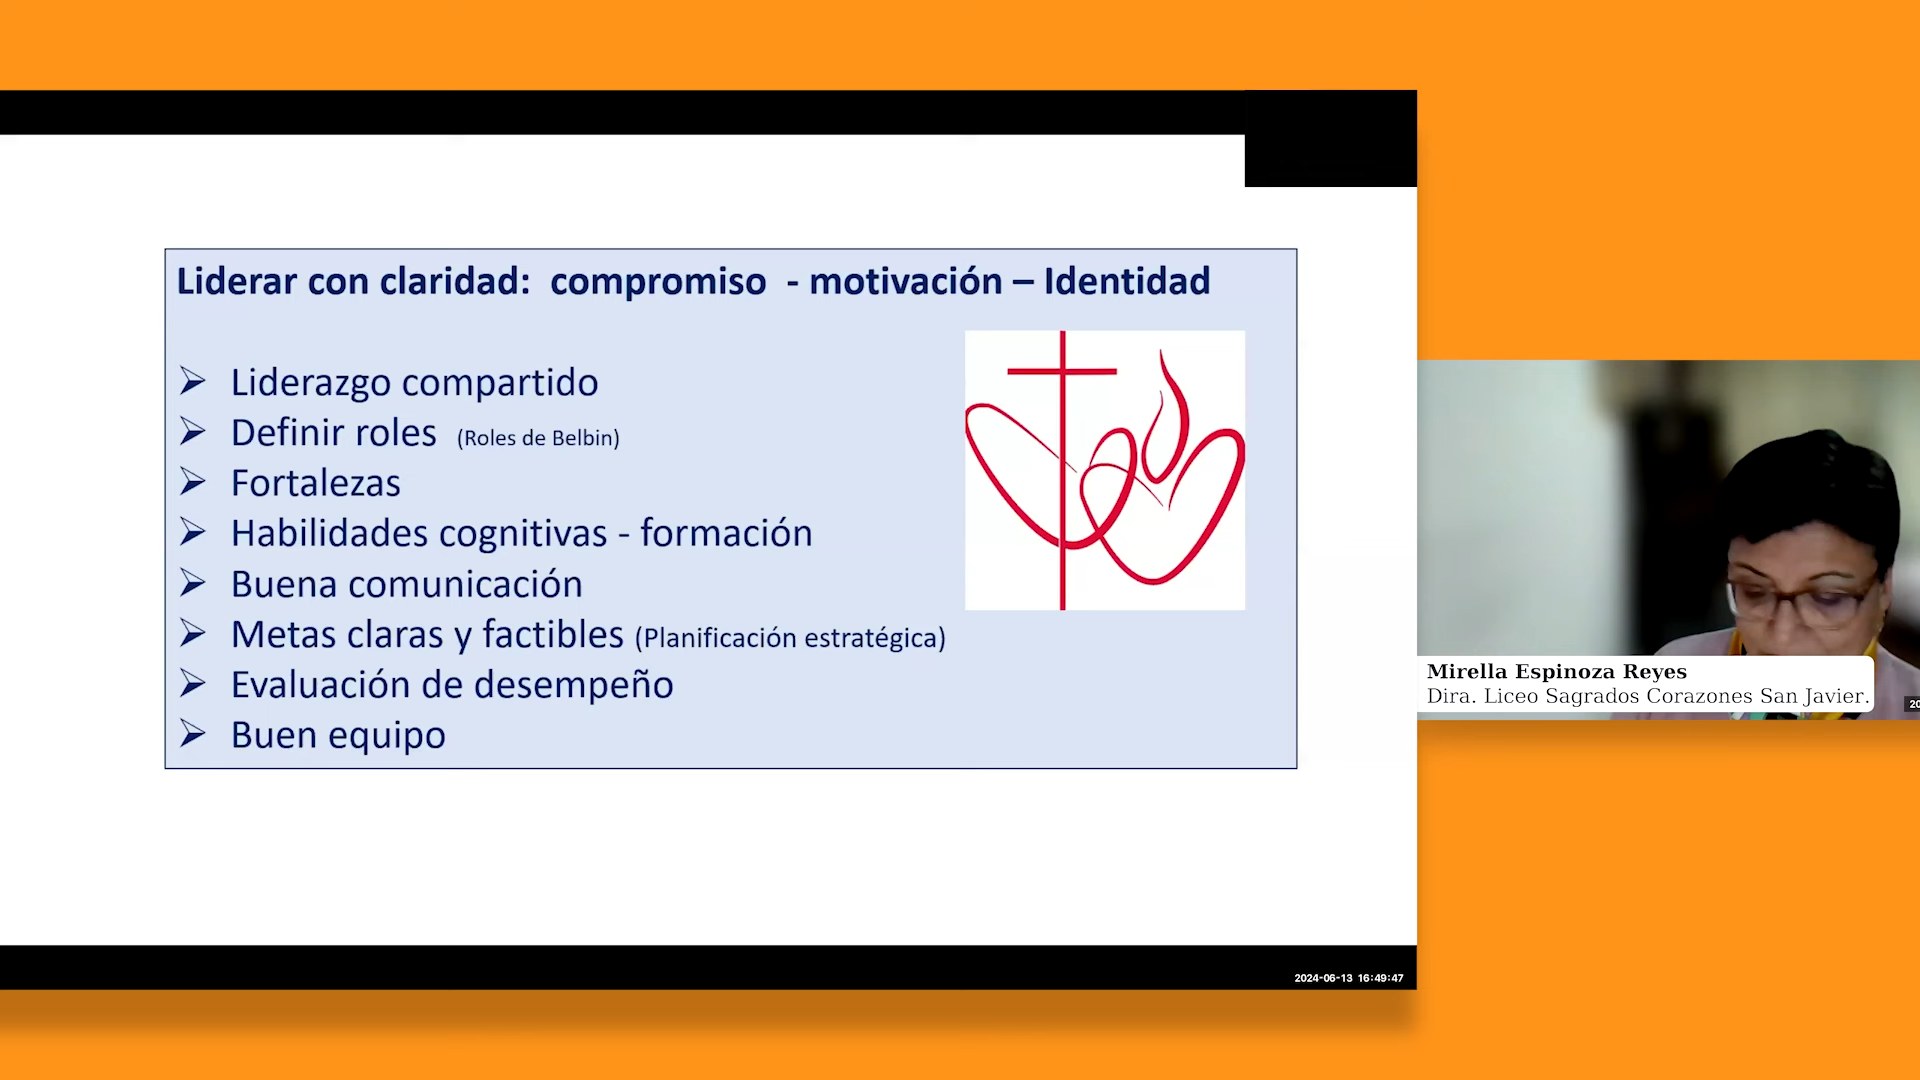 Liderar con claridad: compromiso - motivación – Identidad
Liderazgo compartido
Definir roles (Roles de Belbin)
Fortalezas
Habilidades cognitivas - formación
Buena comunicación
Metas claras y factibles (Planificación estratégica)
Evaluación de desempeño
Buen equipo
Mirella Espinoza Reyes
Dira. Liceo Sagrados Corazones San Javier.
20
2024-06-13 16:49:47